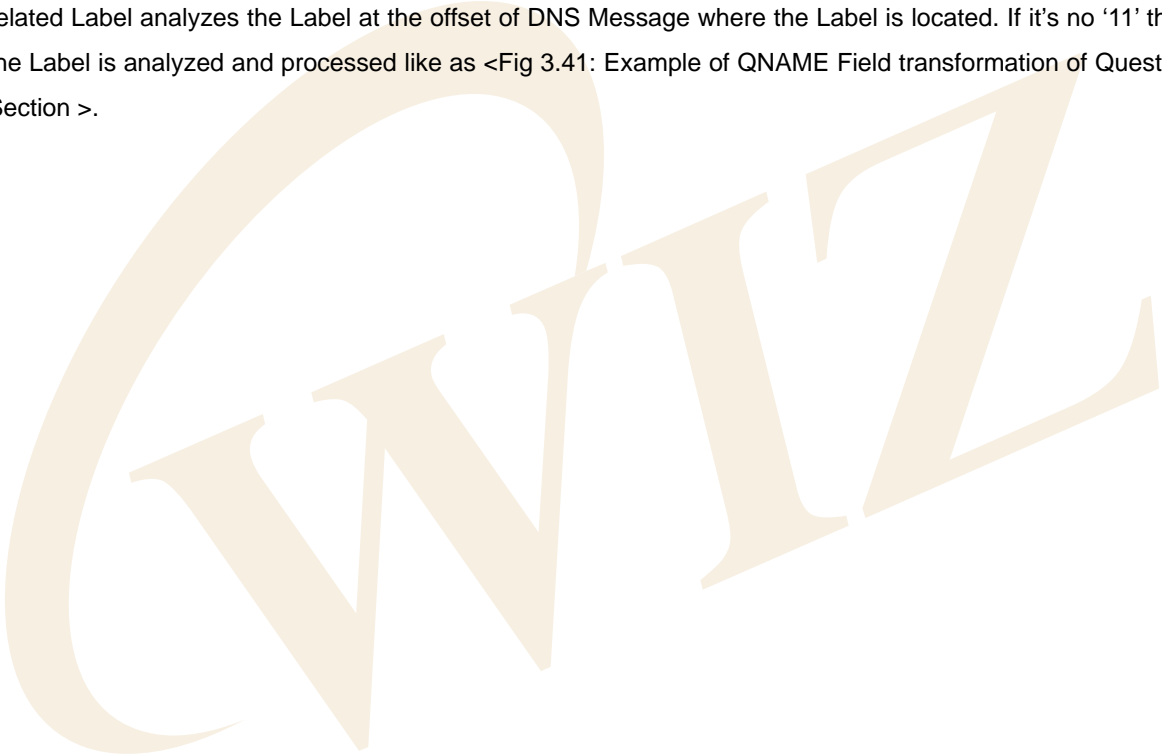 elated Label analyzes the Label at the offset of DNS Message where the Label is located. If it's no '11' th
he Label is analyzed and processed like as <Fig 3.41: Example of QNAME Field transformation of Quest
Section >.
WIZ